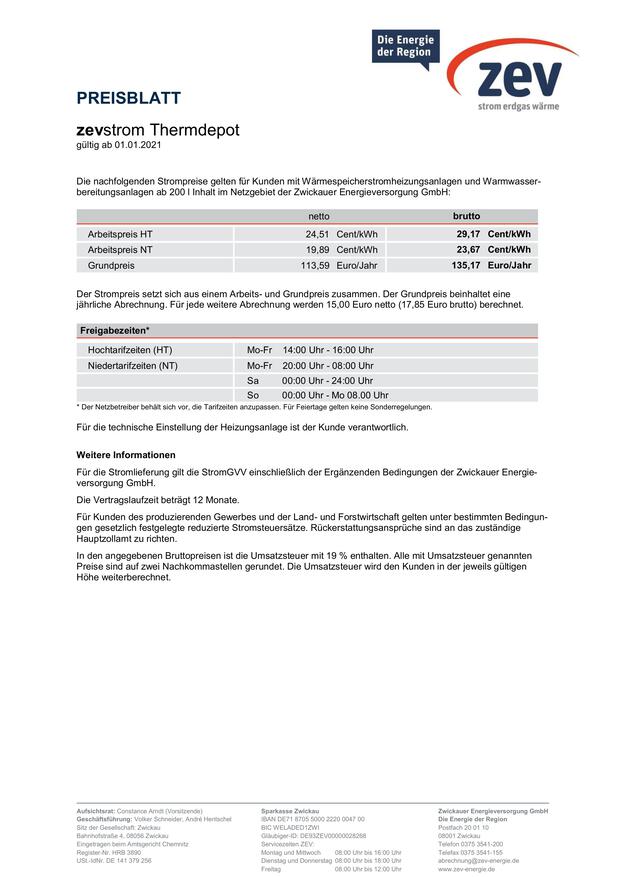 Die Energie
der Region
zev
strom erdgas wärme
PREISBLATT
zevstrom Thermdepot
gültig ab 01.01.2021
Die nachfolgenden Strompreise gelten für Kunden mit Wärmespeicherstromheizungsanlagen und Warmwasser-
bereitungsanlagen ab 200 l Inhalt im Netzgebiet der Zwickauer Energieversorgung GmbH:
netto brutto
Arbeitspreis HT 24,51 Cent/kWh 29,17 Cent/kWh
Arbeitspreis NT 19,89 Cent/kWh 23,67 Cent/kWh
Grundpreis 113,59 Euro/Jahr 135,17 Euro/Jahr
Der Strompreis setzt sich aus einem Arbeits- und Grundpreis zusammen. Der Grundpreis beinhaltet eine
jährliche Abrechnung. Für jede weitere Abrechnung werden 15,00 Euro netto (17,85 Euro brutto) berechnet.
Freigabezeiten*
Hochtarifzeiten (HT) Mo-Fr 14:00 Uhr - 16:00 Uhr
Niedertarifzeiten (NT) Mo-Fr 20:00 Uhr - 08:00 Uhr
Sa 00:00 Uhr - 24:00 Uhr
So 00:00 Uhr - Mo 08.00 Uhr
* Der Netzbetreiber behält sich vor, die Tarifzeiten anzupassen. Für Feiertage gelten keine Sonderregelungen.
Für die technische Einstellung der Heizungsanlage ist der Kunde verantwortlich.
Weitere Informationen
Für die Stromlieferung gilt die StromGVV einschließlich der Ergänzenden Bedingungen der Zwickauer Energie-
versorgung GmbH.
Die Vertragslaufzeit beträgt 12 Monate.
Für Kunden des produzierenden Gewerbes und der Land- und Forstwirtschaft gelten unter bestimmten Bedingun-
gen gesetzlich festgelegte reduzierte Stromsteuersätze. Rückerstattungsansprüche sind an das zuständige
Hauptzollamt zu richten.
In den angegebenen Bruttopreisen ist die Umsatzsteuer mit 19 % enthalten. Alle mit Umsatzsteuer genannten
Preise sind auf zwei Nachkommastellen gerundet. Die Umsatzsteuer wird den Kunden in der jeweils gültigen
Höhe weiterberechnet.
Aufsichtsrat: Constance Arndt (Vorsitzende)
Geschäftsführung: Volker Schneider, André Hentschel
Sitz der Gesellschaft: Zwickau
Bahnhofstraße 4, 08056 Zwickau
Eingetragen beim Amtsgericht Chemnitz
Register-Nr. HRB 3890
USt.-IdNr. DE 141 379 256
Sparkasse Zwickau
IBAN DE71 8705 5000 2220 0047 00
BIC WELADED1ZWI
Gläubiger-ID: DE93ZEV00000028268
Servicezeiten ZEV:
Montag und Mittwoch 08:00 Uhr bis 16:00 Uhr
Dienstag und Donnerstag 08:00 Uhr bis 18:00 Uhr
Freitag 08:00 Uhr bis 12:00 Uhr
Zwickauer Energieversorgung GmbH
Die Energie der Region
Postfach 20 01 10
08001 Zwickau
Telefon 0375 3541-200
Telefax 0375 3541-155
abrechnung@zev-energie.de
www.zev-energie.de